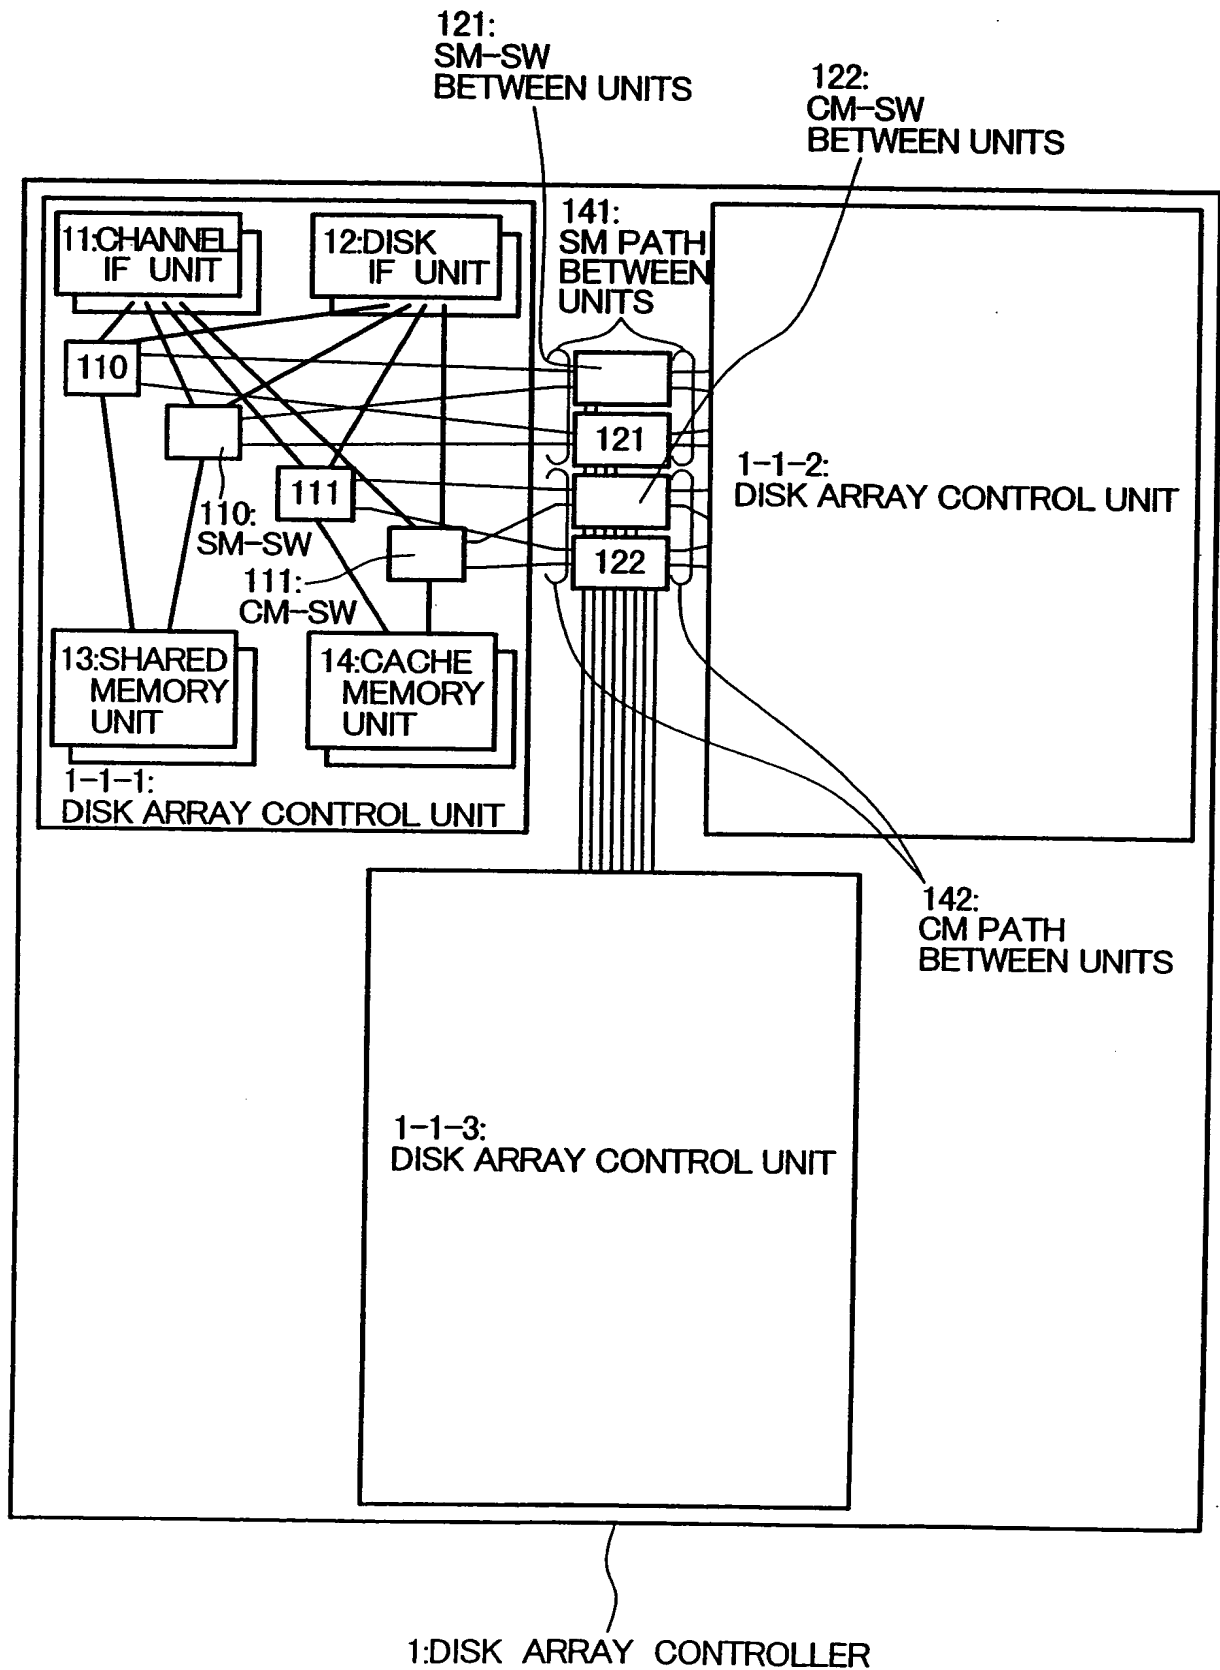 121:
SM-SW
BETWEEN UNITS
122:
CM-SW
BETWEEN UNITS
11:CHANNEL
IF UNIT
12:DISK
IF UNIT
141:
SM PATH
BETWEEN
UNITS
110
121
111
122
110:
SM-SW
111:
CM-SW
13:SHARED
MEMORY
UNIT
14:CACHE
MEMORY
UNIT
1-1-1:
DISK ARRAY CONTROL UNIT
1-1-2:
DISK ARRAY CONTROL UNIT
142:
CM PATH
BETWEEN UNITS
1-1-3:
DISK ARRAY CONTROL UNIT
1:DISK ARRAY CONTROLLER